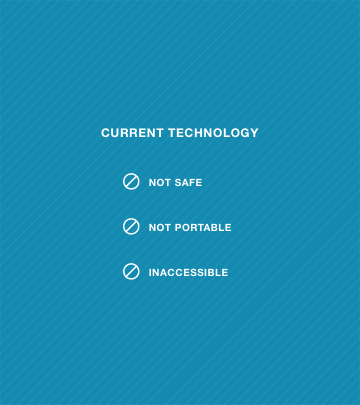 CURRENT TECHNOLOGY
NOT SAFE
NOT PORTABLE
INACCESSIBLE